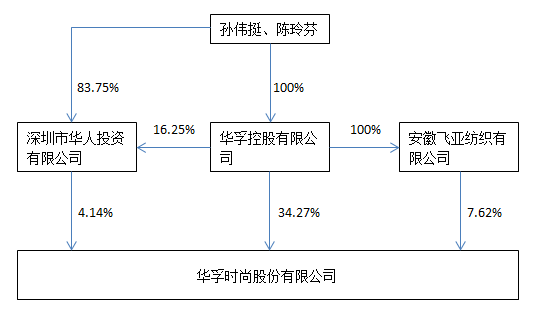 孙伟挺、陈玲芬
83.75%
100%
深圳市华人投资
有限公司
16.25%
华孚控股有限公
司
100%
安徽飞亚纺织有
限公司
4.14%
34.27%
7.62%
华孚时尚股份有限公司